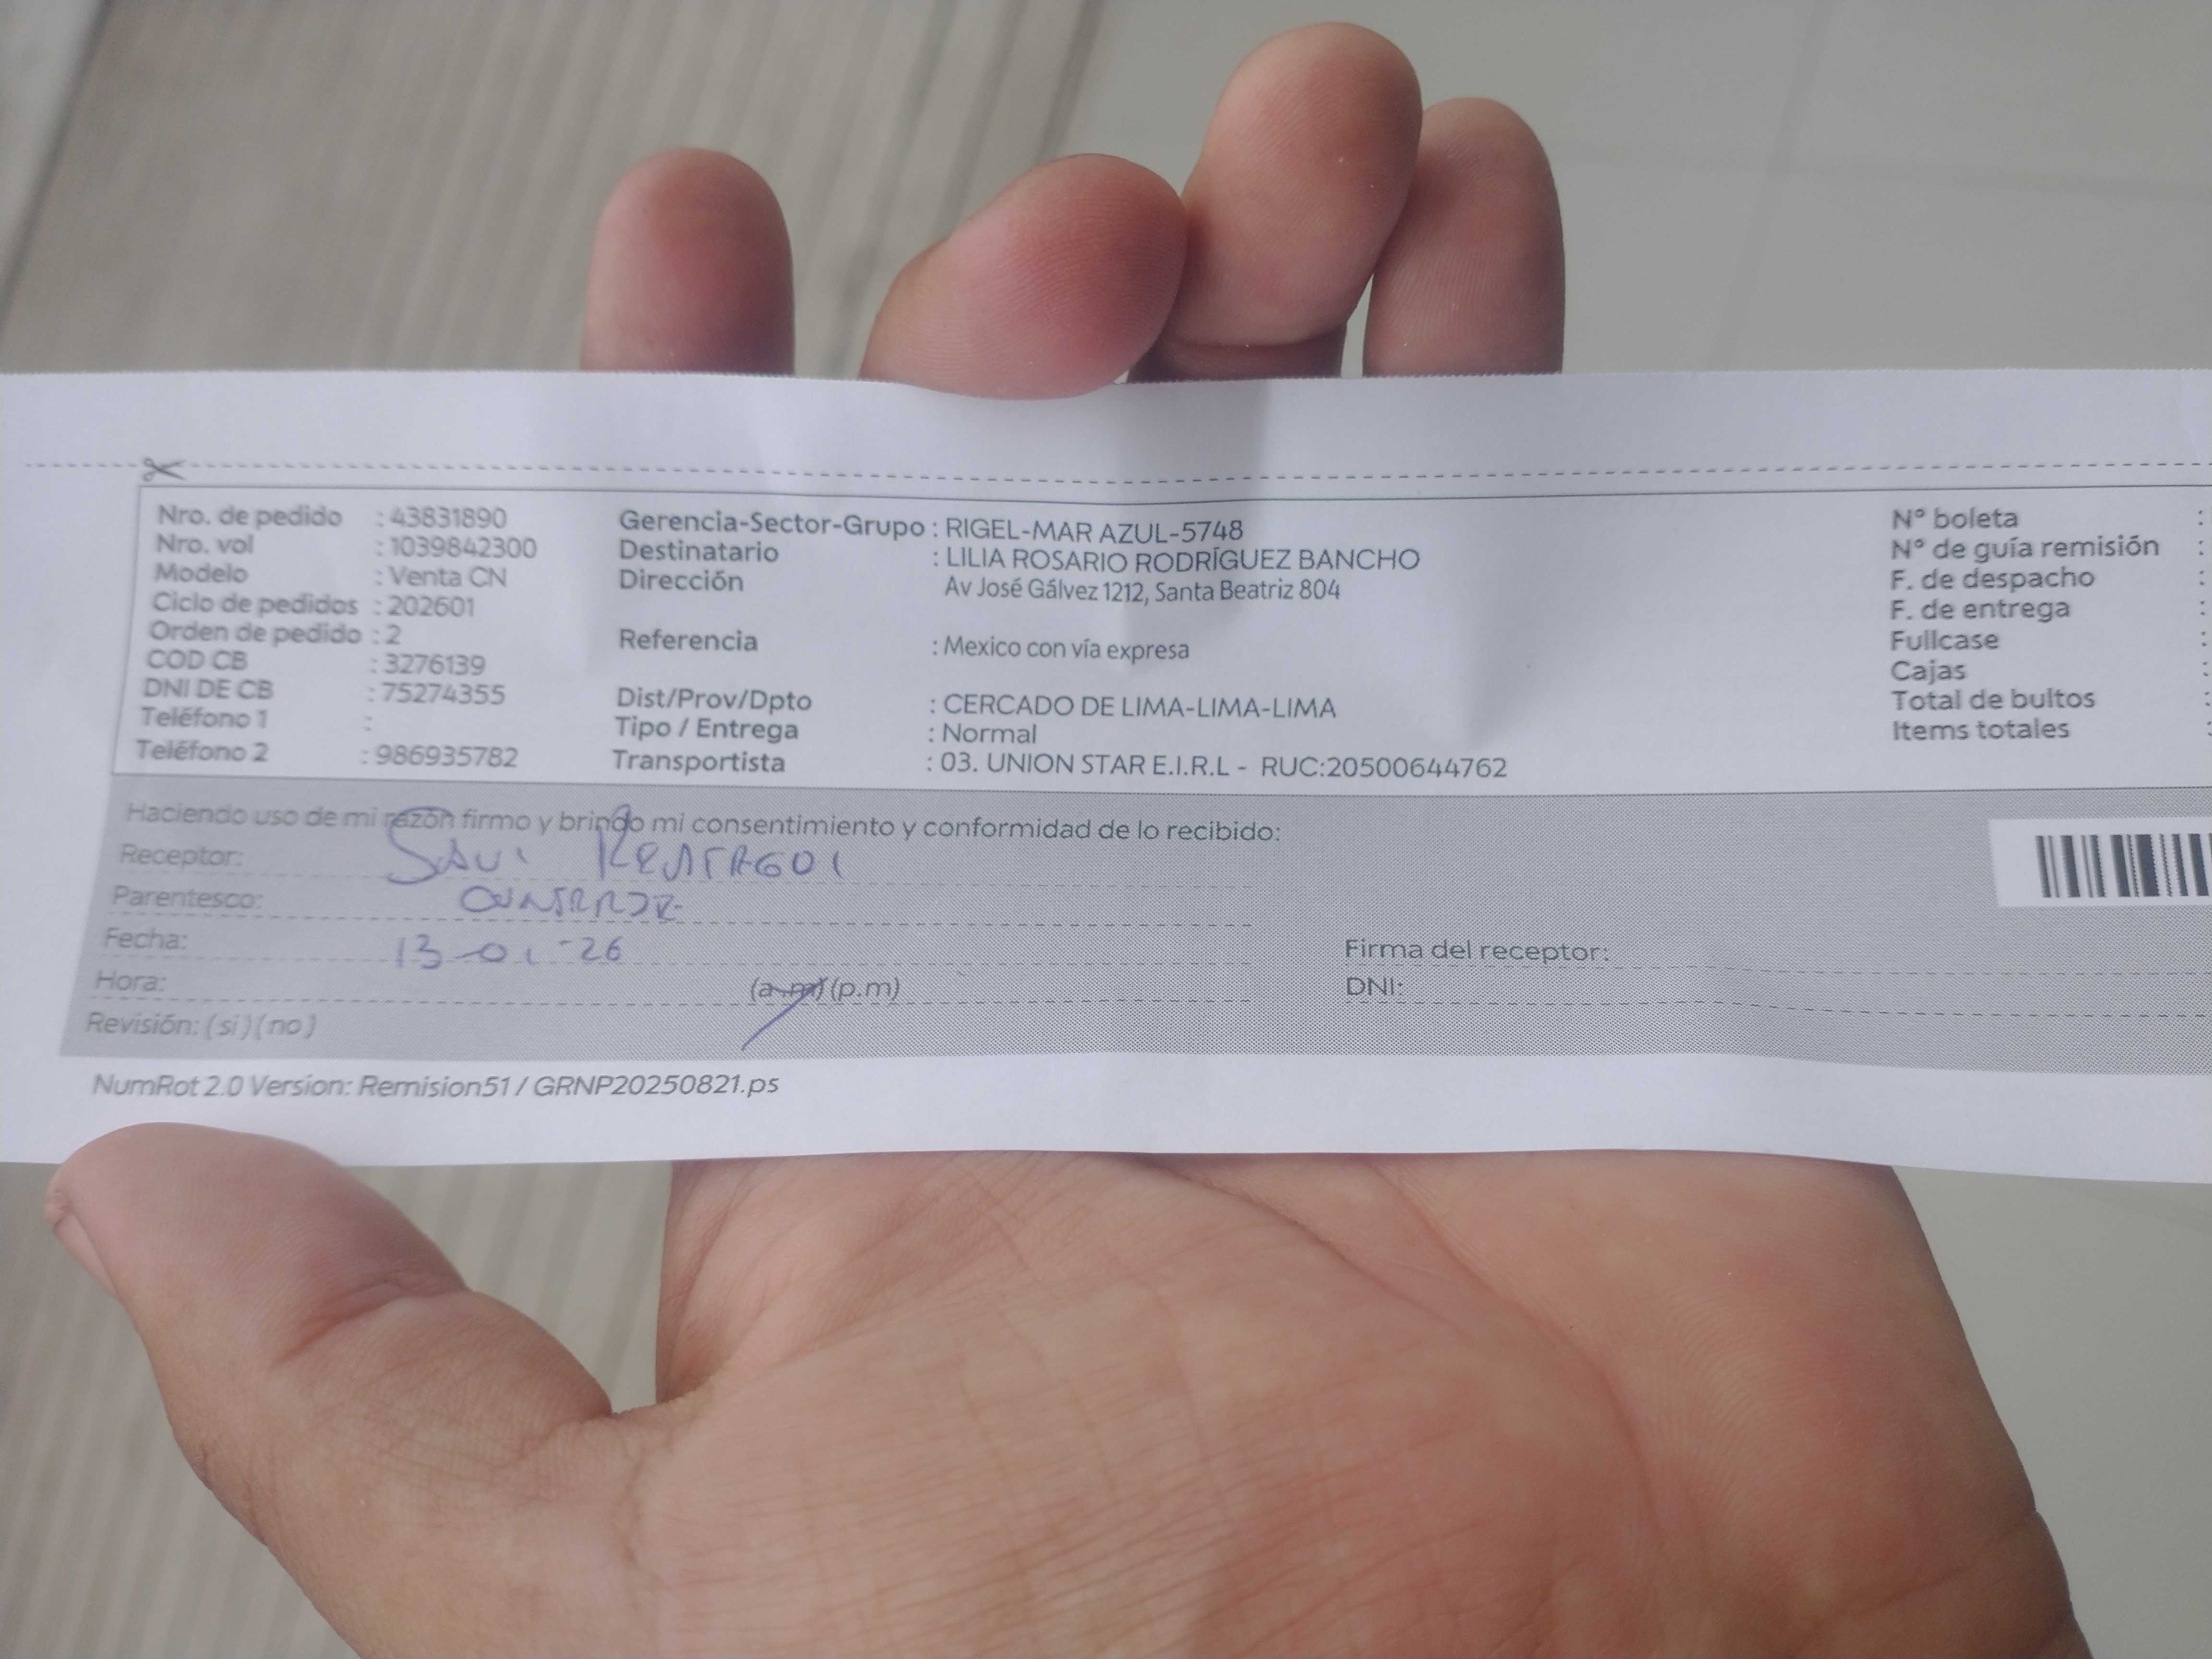 Nro. de pedido : 43831890
Nro. vol : 1039842300
Modelo : Venta CN
Ciclo de pedidos : 202601
Orden de pedido : 2
COD CB : 3276139
DNI DE CB : 75274355
Teléfono 1 :
Teléfono 2 : 986935782
Gerencia-Sector-Grupo : RIGEL-MAR AZUL-5748
Destinatario : LILIA ROSARIO RODRÍGUEZ BANCHO
Dirección Av José Gálvez 1212, Santa Beatriz 804
Referencia : Mexico con vía expresa
Dist/Prov/Dpto : CERCADO DE LIMA-LIMA-LIMA
Tipo / Entrega : Normal
Transportista : 03. UNION STAR E.I.R.L - RUC:20500644762
N° boleta :
N° de guía remisión :
F. de despacho :
F. de entrega :
Fullcase :
Cajas :
Total de bultos :
Items totales :
Haciendo uso de mi razón firmo y brindo mi consentimiento y conformidad de lo recibido:
Receptor:
Parentesco:
Fecha: 13-01-26
Hora: (a.m) (p.m)
Revisión: (si) (no)
Firma del receptor:
DNI:
NumRot 2.0 Version: Remision51 / GRNP20250821.ps